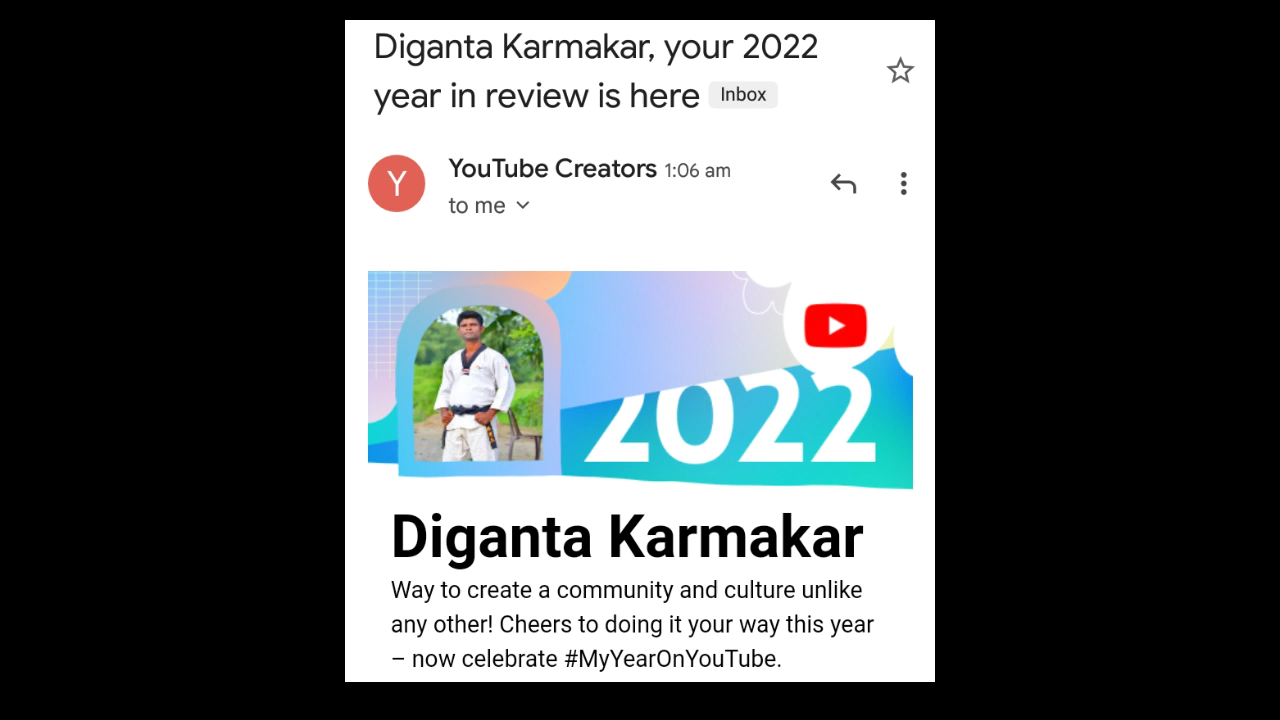 Diganta Karmakar, your 2022
year in review is here Inbox
Y
YouTube Creators 1:06 am
to me
2022
Diganta Karmakar
Way to create a community and culture unlike
any other! Cheers to doing it your way this year
– now celebrate #MyYearOnYouTube.